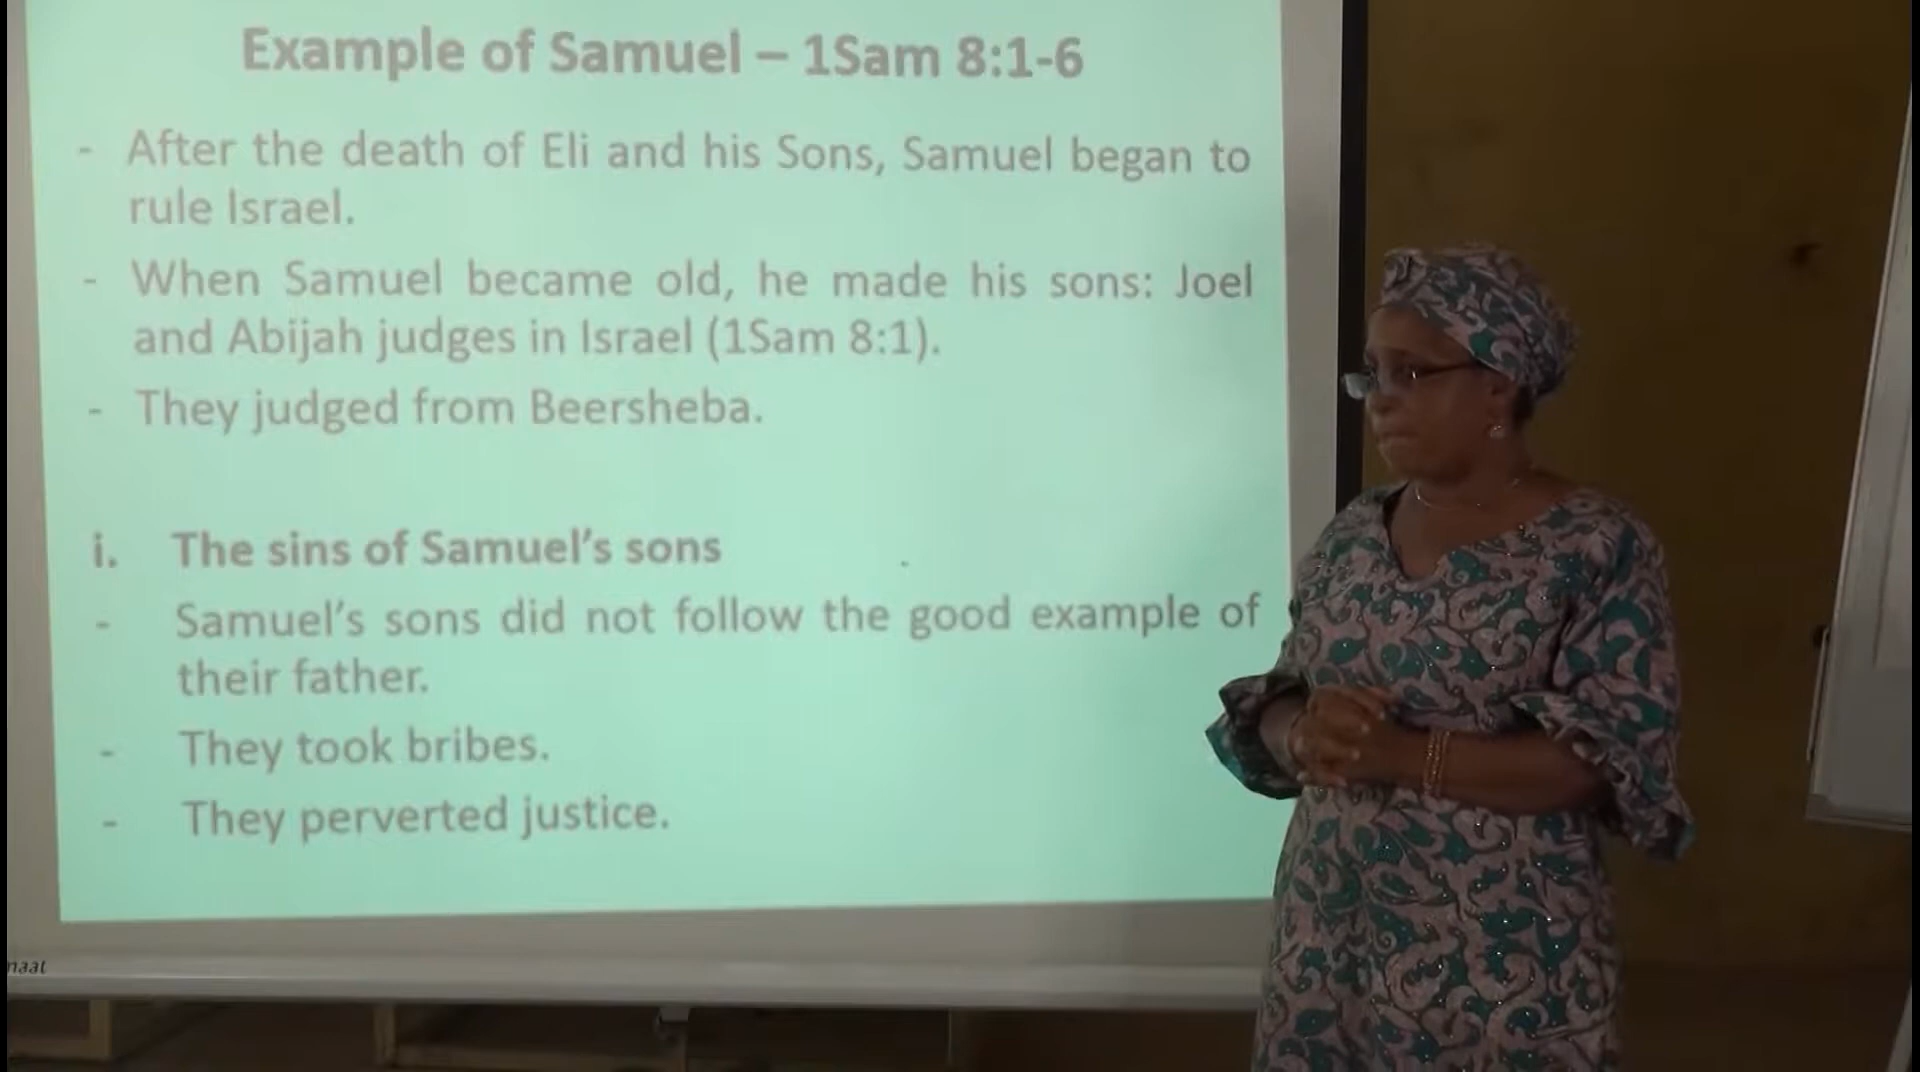 Example of Samuel – 1Sam 8:1-6
- After the death of Eli and his Sons, Samuel began to
rule Israel.
- When Samuel became old, he made his sons: Joel
and Abijah judges in Israel (1Sam 8:1).
- They judged from Beersheba.
i. The sins of Samuel's sons
- Samuel's sons did not follow the good example of
their father.
- They took bribes.
- They perverted justice.